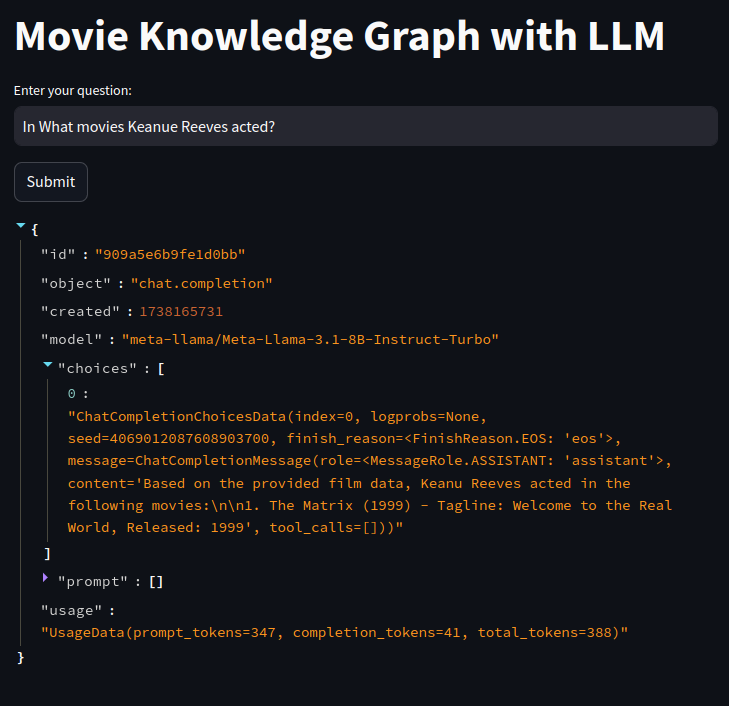 Movie Knowledge Graph with LLM
Enter your question:
In What movies Keanue Reeves acted?
Submit
{
"id" : "909a5e6b9fe1d0bb"
"object" : "chat.completion"
"created" : 1738165731
"model" : "meta-llama/Meta-Llama-3.1-8B-Instruct-Turbo"
"choices" : [
0 :
"ChatCompletionChoicesData(index=0, logprobs=None,
seed=4069012087608903700, finish_reason=<FinishReason.EOS: 'eos'>,
message=ChatCompletionMessage(role=<MessageRole.ASSISTANT: 'assistant'>,
content='Based on the provided film data, Keanu Reeves acted in the
following movies:\n\n1. The Matrix (1999) - Tagline: Welcome to the Real
World, Released: 1999', tool_calls=[]))"
]
"prompt" : []
"usage" :
"UsageData(prompt_tokens=347, completion_tokens=41, total_tokens=388)"
}